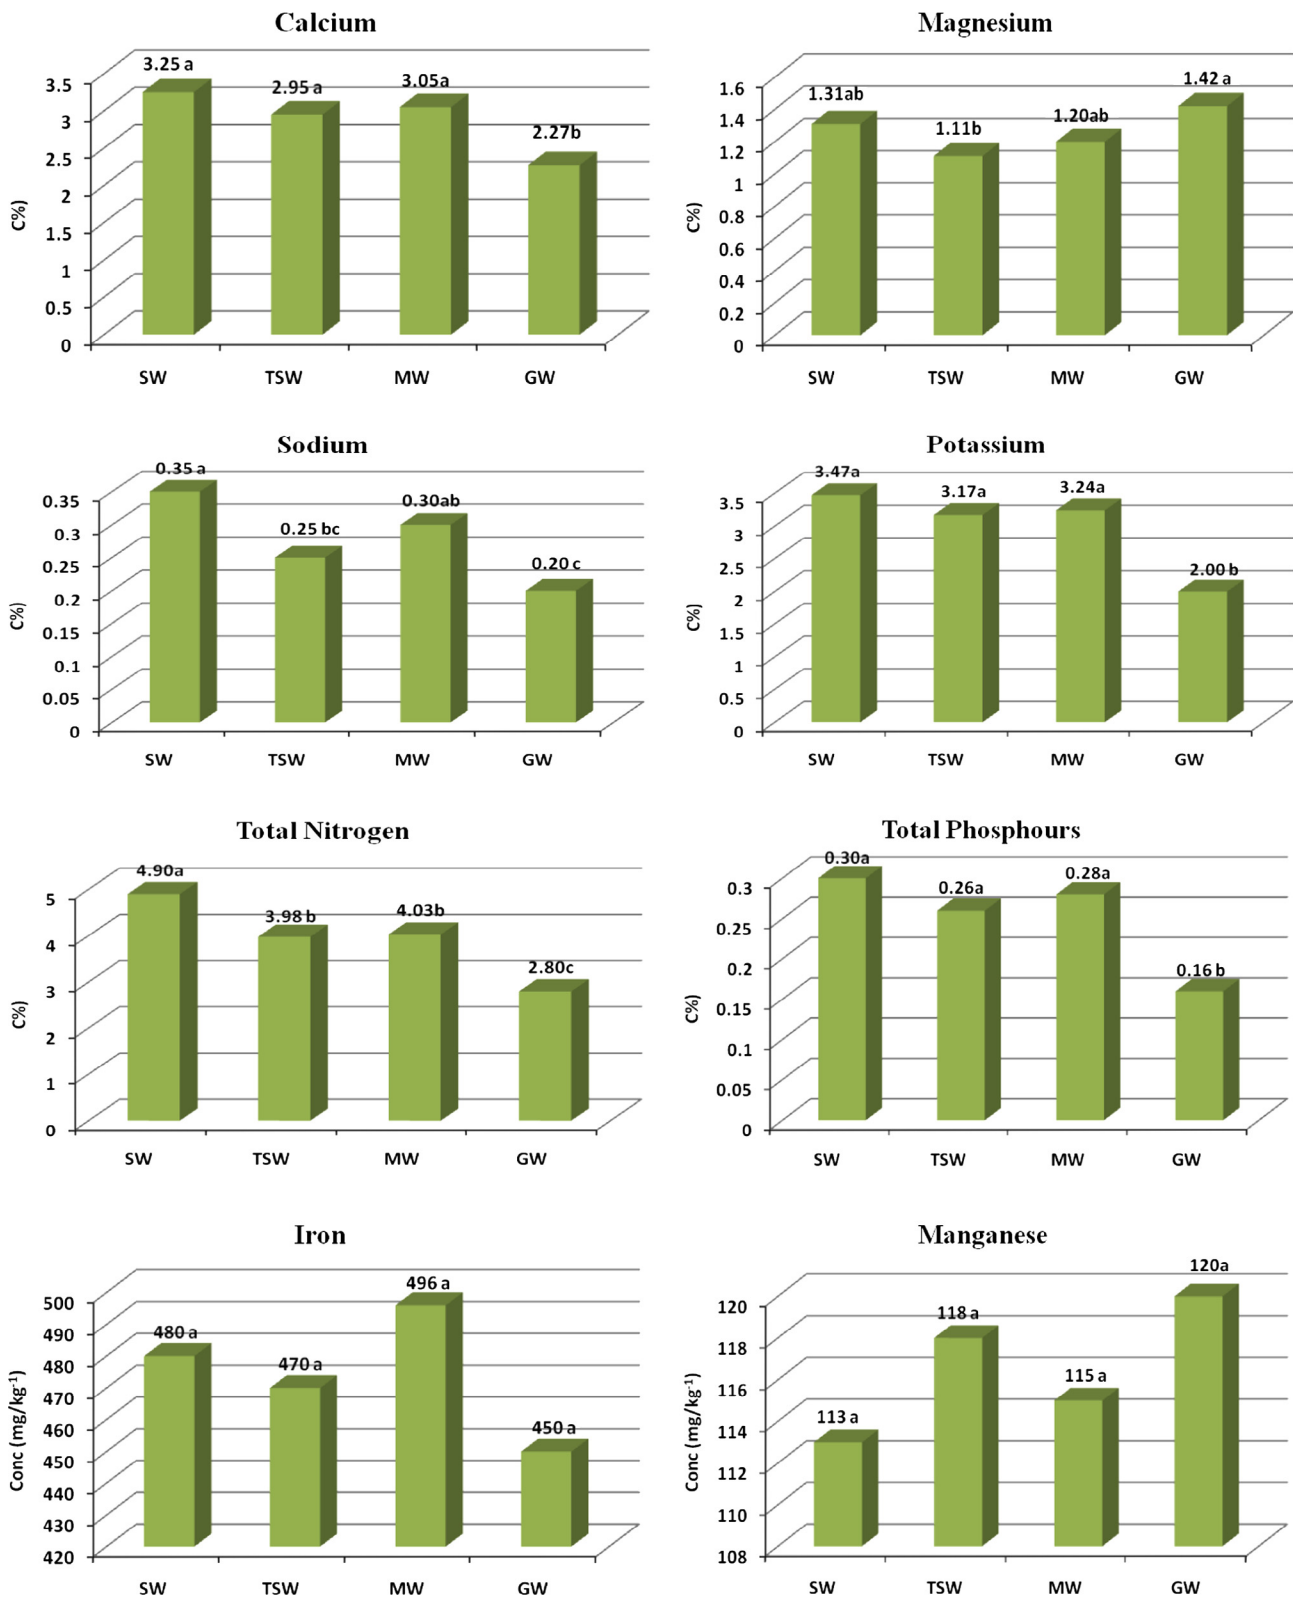 Calcium
3.25 a
2.95 a
3.05a
2.27b
3.5
3
2.5
2
1.5
1
0.5
0
C%)
SW TSW MW GW
Magnesium
1.31ab
1.11b
1.20ab
1.42 a
1.6
1.4
1.2
1
0.8
0.6
0.4
0.2
0
C%)
SW TSW MW GW
Sodium
0.35 a
0.25 bc
0.30ab
0.20 c
0.35
0.3
0.25
0.2
0.15
0.1
0.05
0
C%)
SW TSW MW GW
Potassium
3.47a
3.17a
3.24a
2.00 b
3.5
3
2.5
2
1.5
1
0.5
0
C%)
SW TSW MW GW
Total Nitrogen
4.90a
3.98 b
4.03b
2.80c
5
4
3
2
1
0
C%)
SW TSW MW GW
Total Phosphours
0.30a
0.26a
0.28a
0.16 b
0.3
0.25
0.2
0.15
0.1
0.05
0
C%)
SW TSW MW GW
Iron
480 a
470 a
496 a
450 a
500
490
480
470
460
450
440
430
420
Conc (mg/kg⁻¹)
SW TSW MW GW
Manganese
113 a
118 a
115 a
120a
120
118
116
114
112
110
108
Conc (mg/kg⁻¹)
SW TSW MW GW